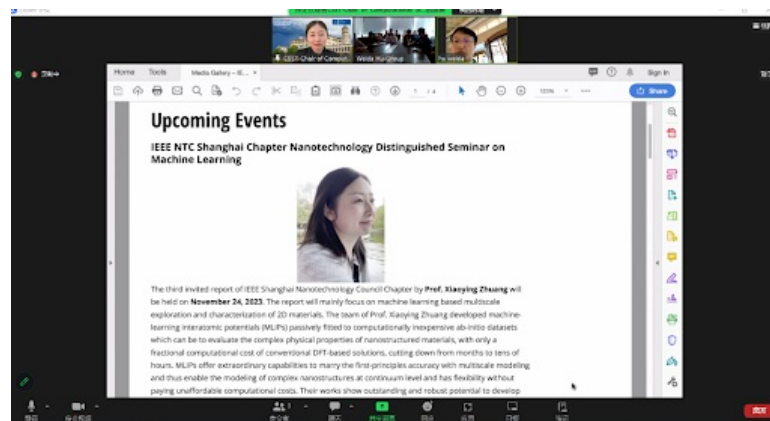 Weida Hu Group
Home Tools Media Gallery – IE... × Sign In
1 / 4 Share
Upcoming Events
IEEE NTC Shanghai Chapter Nanotechnology Distinguished Seminar on
Machine Learning
The third invited report of IEEE Shanghai Nanotechnology Council Chapter by Prof. Xiaoying Zhuang will
be held on November 24, 2023. The report will mainly focus on machine learning based multiscale
exploration and characterization of 2D materials. The team of Prof. Xiaoying Zhuang developed machine-
learning interatomic potentials (MLIPs) passively fitted to computationally inexpensive ab-initio datasets
which can be to evaluate the complex physical properties of nanostructured materials, with only a
fractional computational cost of conventional DFT-based solutions, cutting down from months to tens of
hours. MLIPs offer extraordinary capabilities to marry the first-principles accuracy with multiscale modeling
and thus enable the modeling of complex nanostructures at continuum level and has flexibility without
paying unaffordable computational costs. Their works show outstanding and robust potential to develop